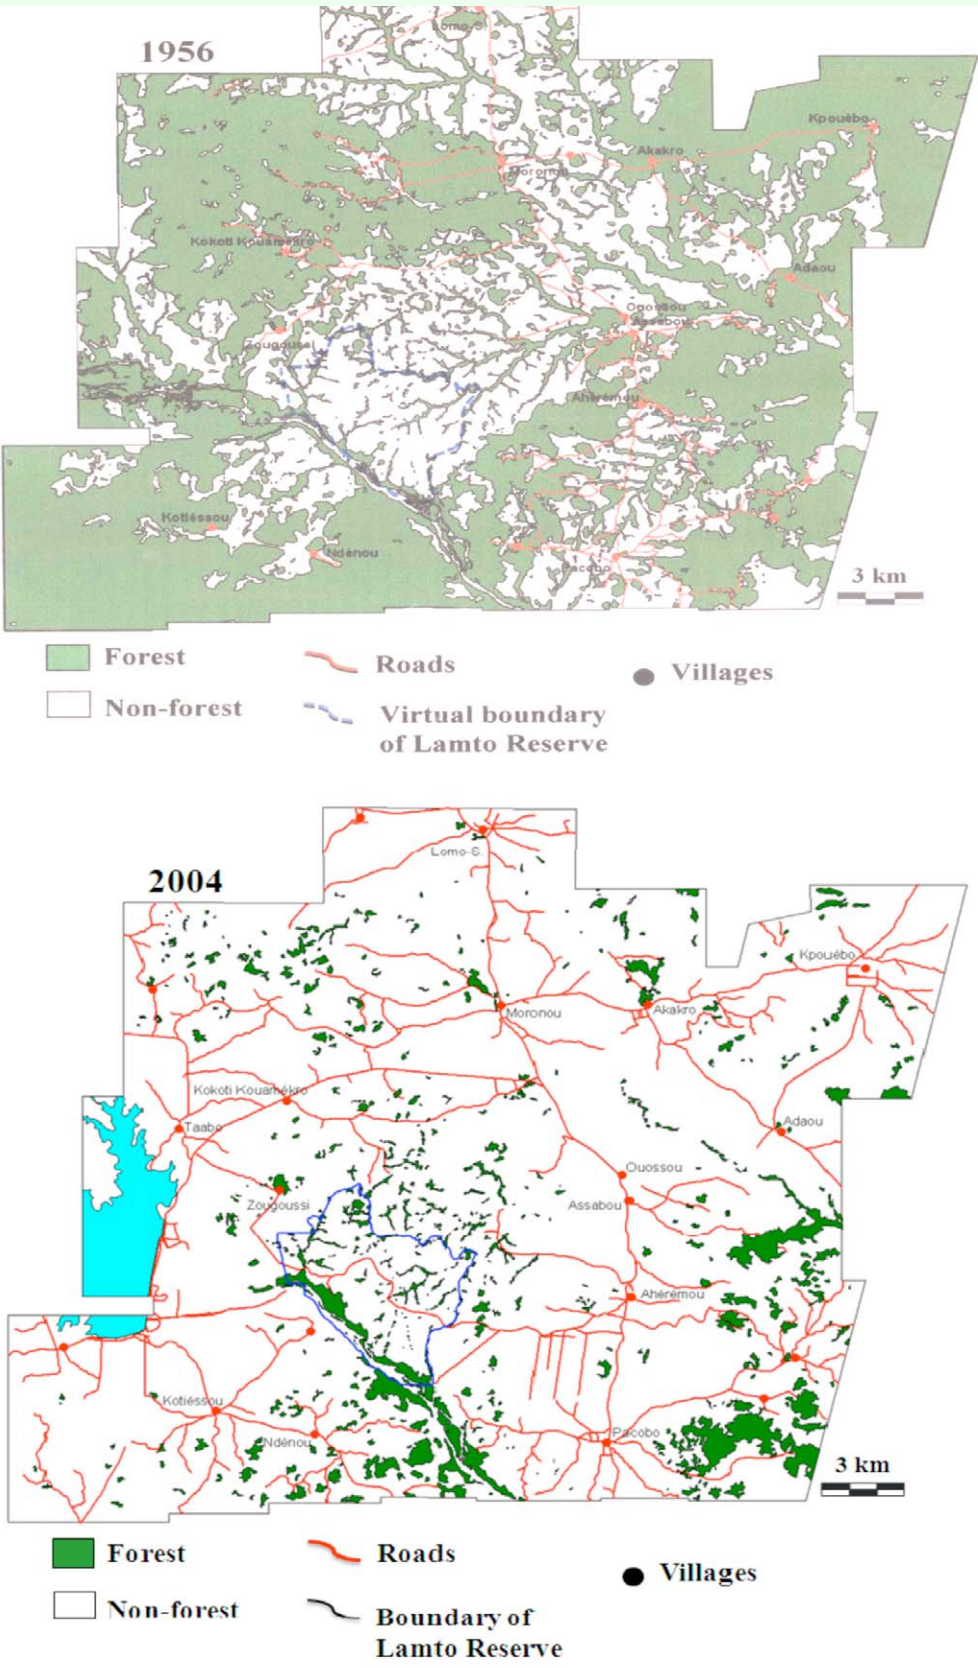 Lomo-S.
1956
Kpouébo
Akakro
Moronou
Kokoti Kouamékro
Adaou
Ouossou
Assabou
Zougoussi
Ahérémou
Kotiéssou
Ndénou
Pacobo
3 km
Forest
Roads
Villages
Non-forest
Virtual boundary
of Lamto Reserve
Lomo-S.
2004
Kpouébo
Moronou
Akakro
Kokoti Kouamékro
Taabo
Adaou
Ouossou
Zougoussi
Assabou
Ahérémou
Kotiéssou
Ndénou
Pacobo
3 km
Forest
Roads
Villages
Non-forest
Boundary of
Lamto Reserve